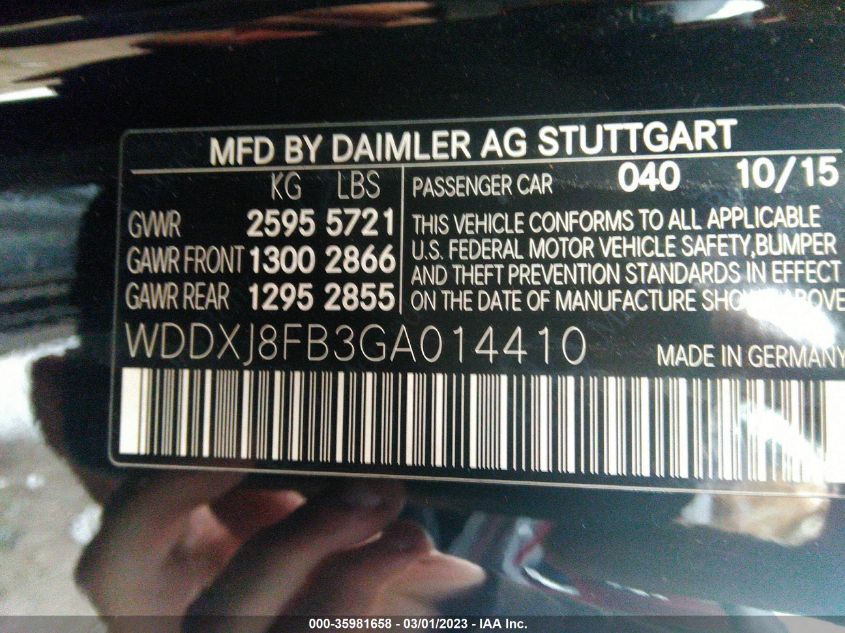 MFD BY DAIMLER AG STUTTGART
KG LBS
PASSENGER CAR 040 10/15
GVWR 2595 5721
GAWR FRONT 1300 2866
GAWR REAR 1295 2855
THIS VEHICLE CONFORMS TO ALL APPLICABLE
U.S. FEDERAL MOTOR VEHICLE SAFETY, BUMPER
AND THEFT PREVENTION STANDARDS IN EFFECT
ON THE DATE OF MANUFACTURE SHOWN ABOVE
WDDXJ8FB3GA014410
MADE IN GERMANY
000-35981658 - 03/01/2023 - IAA Inc.